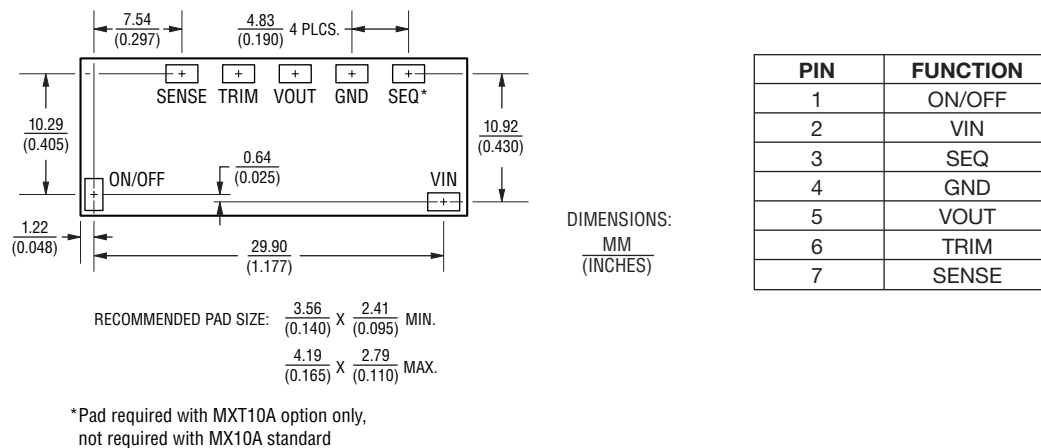 7.54
(0.297)
4.83
(0.190) 4 PLCS.
SENSE TRIM VOUT GND SEQ*
10.29
(0.405)
10.92
(0.430)
0.64
(0.025)
ON/OFF
VIN
1.22
(0.048)
29.90
(1.177)
DIMENSIONS:
MM
(INCHES)
RECOMMENDED PAD SIZE: 3.56 X 2.41 MIN.
(0.140) (0.095)
4.19 X 2.79 MAX.
(0.165) (0.110)
*Pad required with MXT10A option only,
not required with MX10A standard
PIN FUNCTION
1 ON/OFF
2 VIN
3 SEQ
4 GND
5 VOUT
6 TRIM
7 SENSE